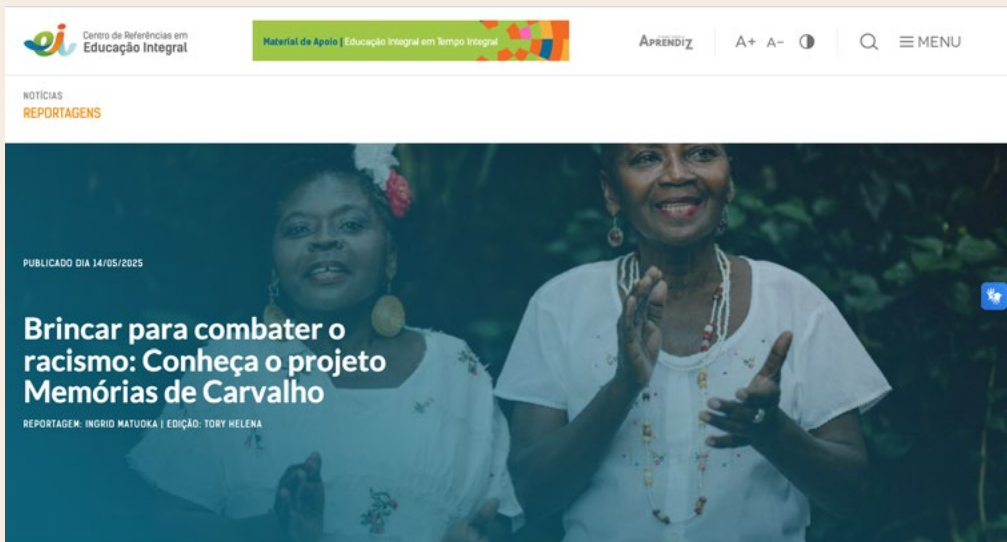 Centro de Referências em
Educação Integral
Material de Apoio | Educação Integral em Tempo Integral
APRENDIZ
A+ A-
MENU
NOTÍCIAS
REPORTAGENS
PUBLICADO DIA 14/05/2025
Brincar para combater o
racismo: Conheça o projeto
Memórias de Carvalho
REPORTAGEM: INGRID MATUOKA | EDIÇÃO: TORY HELENA